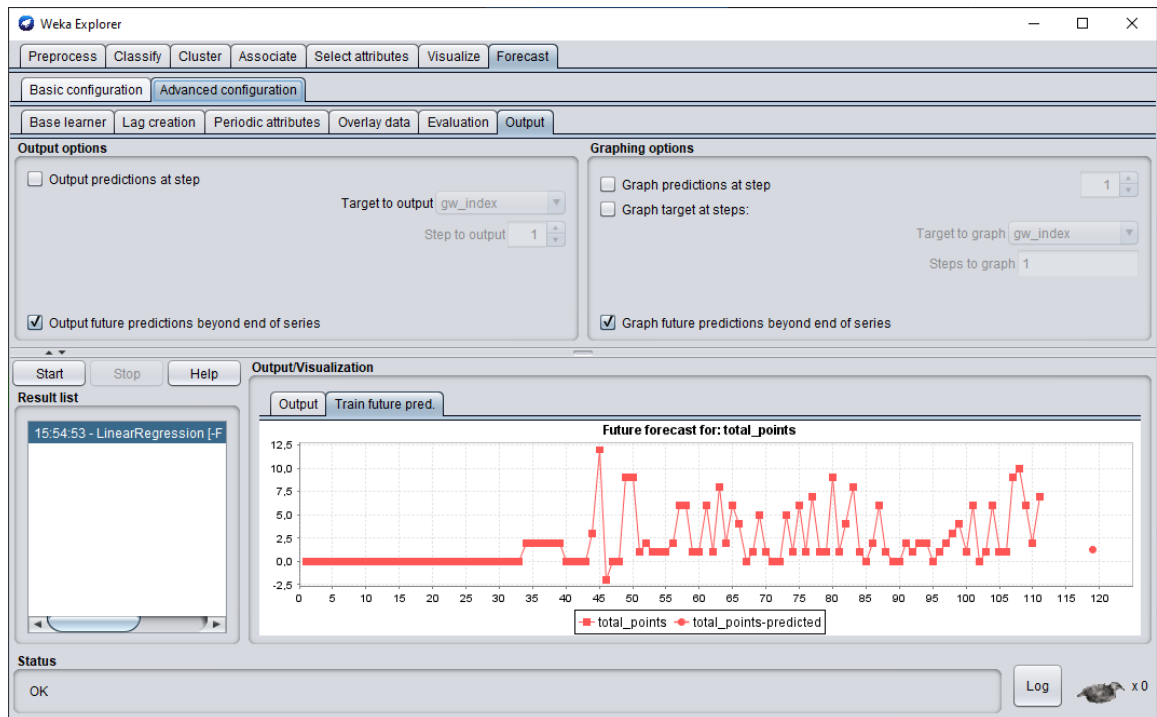 Weka Explorer
Preprocess Classify Cluster Associate Select attributes Visualize Forecast
Basic configuration Advanced configuration
Base learner Lag creation Periodic attributes Overlay data Evaluation Output
Output options
Output predictions at step
Target to output gw_index
Step to output 1
Output future predictions beyond end of series
Graphing options
Graph predictions at step 1
Graph target at steps:
Target to graph gw_index
Steps to graph 1
Graph future predictions beyond end of series
Start Stop Help
Result list
15:54:53 - LinearRegression [-F
Output/Visualization
Output Train future pred.
Future forecast for: total_points
12,5
10,0
7,5
5,0
2,5
0,0
-2,5
0 5 10 15 20 25 30 35 40 45 50 55 60 65 70 75 80 85 90 95 100 105 110 115 120
total_points total_points-predicted
Status
OK
Log
x 0